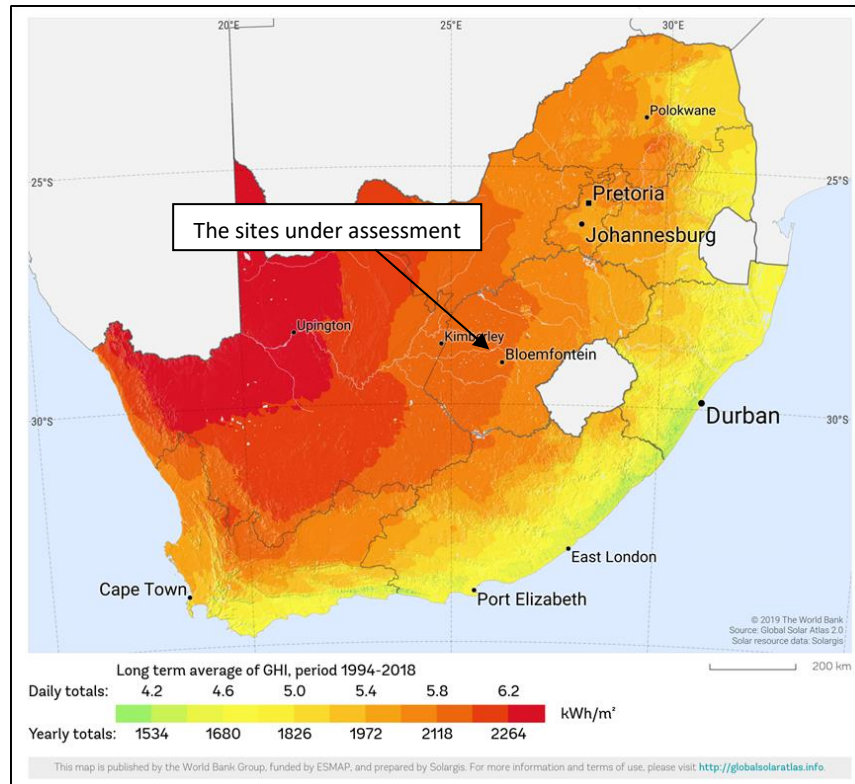 20°E 25°E 30°E
Polokwane
25°S 25°S
Pretoria
The sites under assessment
Johannesburg
Upington
Kimberley
Bloemfontein
30°S Durban 30°S
East London
Cape Town
Port Elizabeth
© 2019 The World Bank
Source: Global Solar Atlas 2.0
Solar resource data: Solargis
Long term average of GHI, period 1994-2018
200 km
Daily totals: 4.2 4.6 5.0 5.4 5.8 6.2
kWh/m²
Yearly totals: 1534 1680 1826 1972 2118 2264
This map is published by the World Bank Group, funded by ESMAP, and prepared by Solargis. For more information and terms of use, please visit http://globalsolaratlas.info.